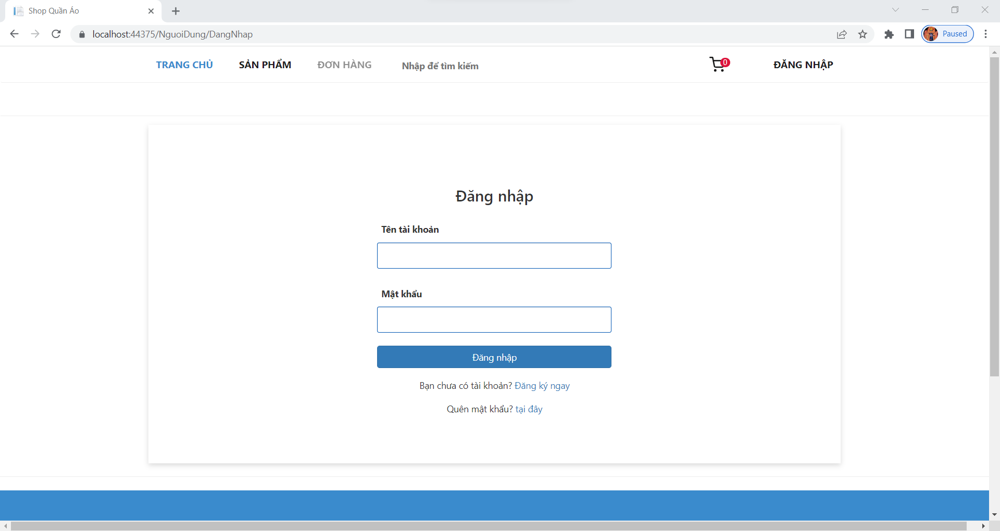 Shop Quần Áo
localhost:44375/NguoiDung/DangNhap
Paused
TRANG CHỦ SẢN PHẨM ĐƠN HÀNG Nhập để tìm kiếm 0 ĐĂNG NHẬP
Đăng nhập
Tên tài khoản
Mật khẩu
Đăng nhập
Bạn chưa có tài khoản? Đăng ký ngay
Quên mật khẩu? tại đây